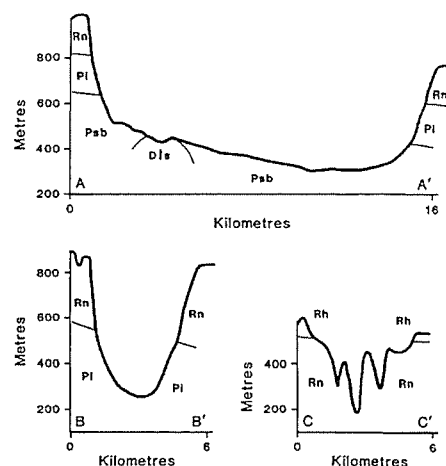 Rn
Pl
Psb
Dls
Psb
Rn
Pl
800
600
400
200
Metres
A
A'
0
16
Kilometres
Rn
Pl
Rn
Pl
800
600
400
200
Metres
B
B'
0
6
Kilometres
Rh
Rn
Rh
Rn
400
200
Metres
C
C'
0
6
Kilometres